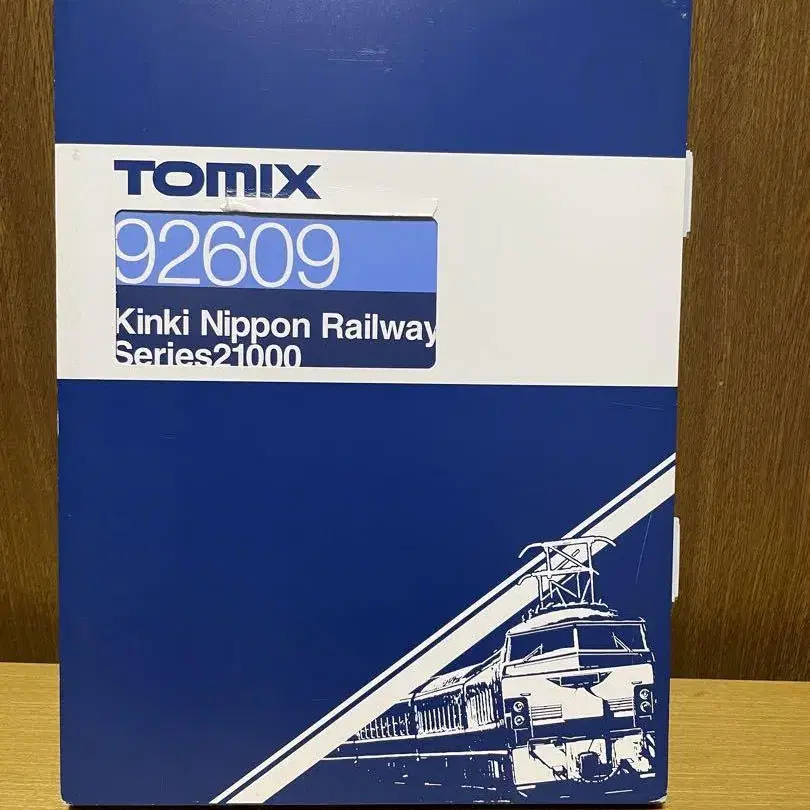 TOMIX
92609
Kinki Nippon Railway
Series21000